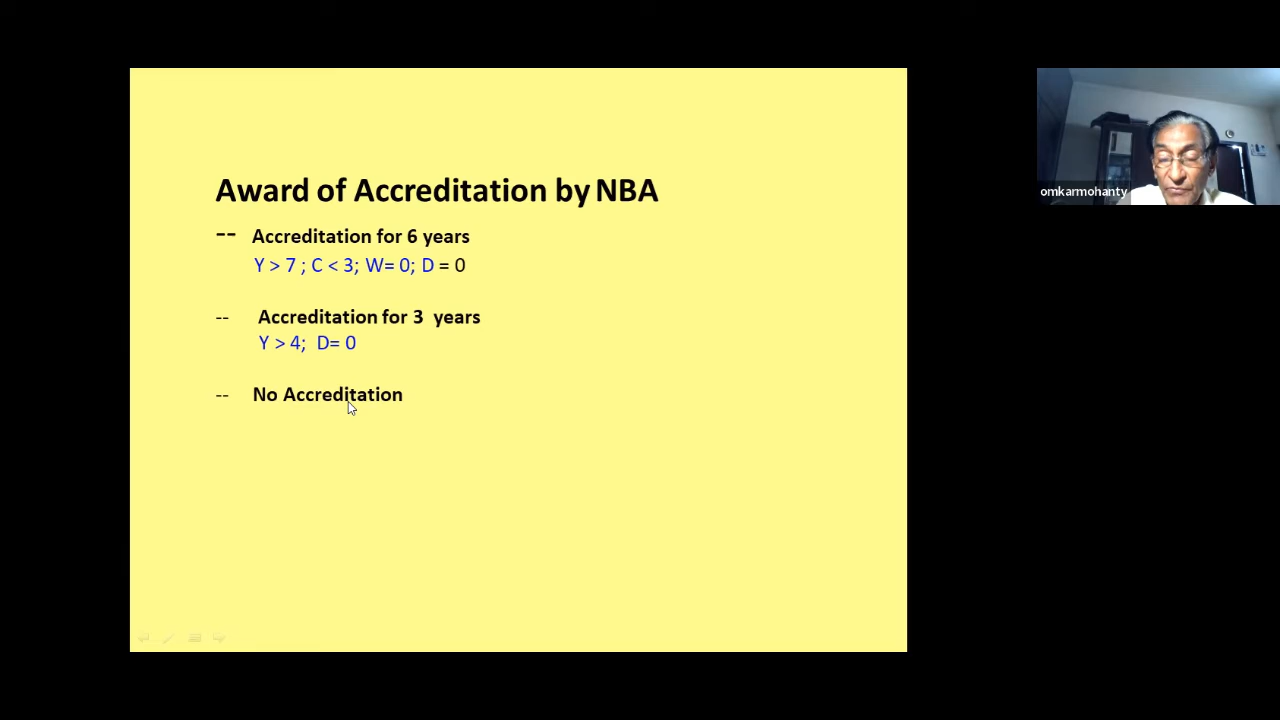 Award of Accreditation by NBA
-- Accreditation for 6 years
Y > 7 ; C < 3; W= 0; D = 0
-- Accreditation for 3 years
Y > 4; D= 0
-- No Accreditation
omkarmohanty